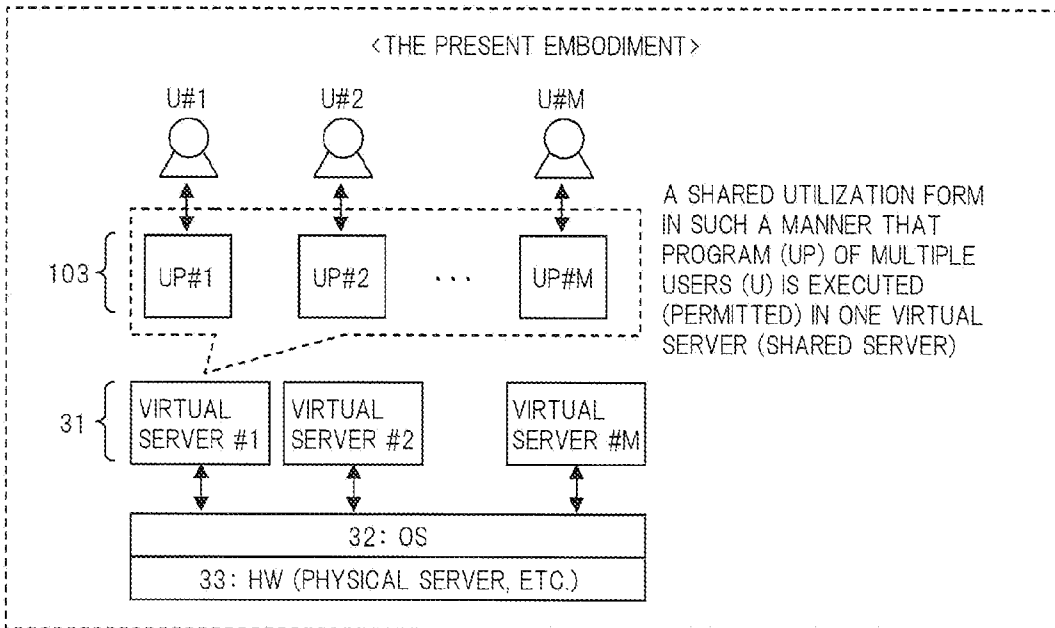 <THE PRESENT EMBODIMENT>
U#1
U#2
U#M
A SHARED UTILIZATION FORM
IN SUCH A MANNER THAT
PROGRAM (UP) OF MULTIPLE
USERS (U) IS EXECUTED
(PERMITTED) IN ONE VIRTUAL
SERVER (SHARED SERVER)
103
UP#1
UP#2
...
UP#M
31
VIRTUAL
SERVER #1
VIRTUAL
SERVER #2
VIRTUAL
SERVER #M
32: OS
33: HW (PHYSICAL SERVER, ETC.)